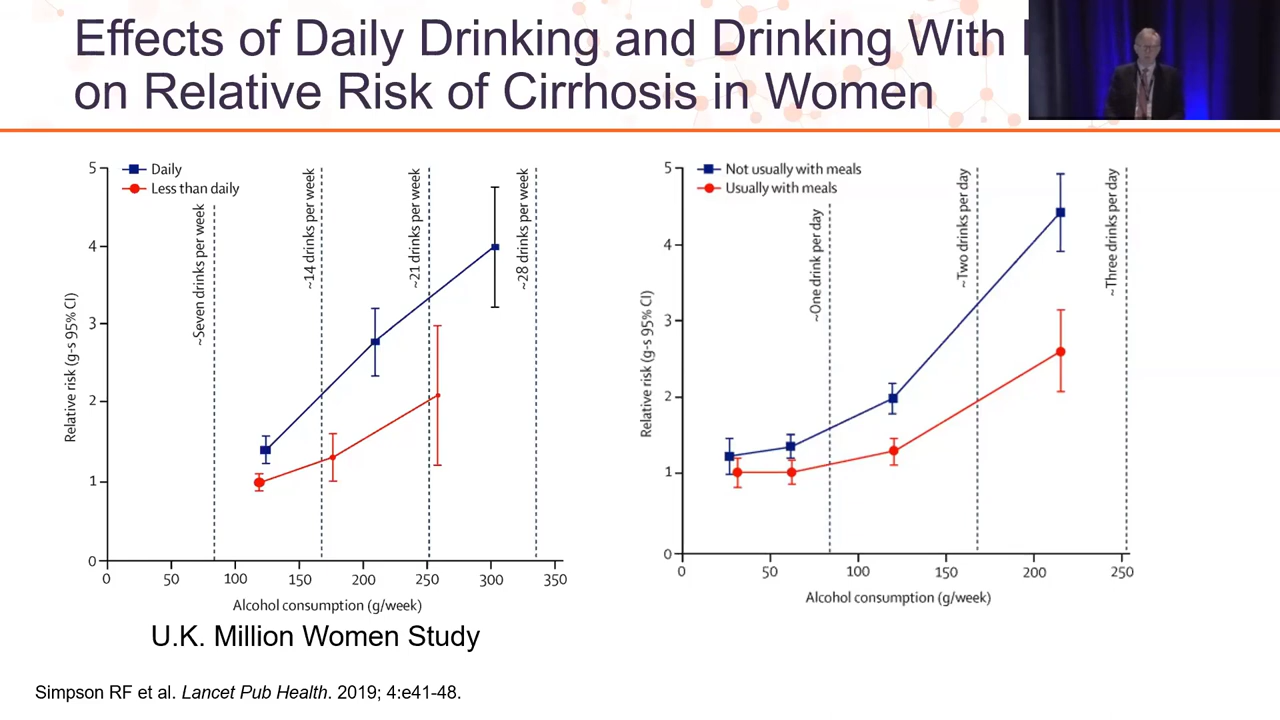 Effects of Daily Drinking and Drinking With
on Relative Risk of Cirrhosis in Women
Daily
Less than daily
~Seven drinks per week
~14 drinks per week
~21 drinks per week
~28 drinks per week
Relative risk (g-s 95% CI)
5
4
3
2
1
0
0 50 100 150 200 250 300 350
Alcohol consumption (g/week)
Not usually with meals
Usually with meals
~One drink per day
~Two drinks per day
~Three drinks per day
Relative risk (g-s 95% CI)
5
4
3
2
1
0
0 50 100 150 200 250
Alcohol consumption (g/week)
U.K. Million Women Study
Simpson RF et al. Lancet Pub Health. 2019; 4:e41-48.